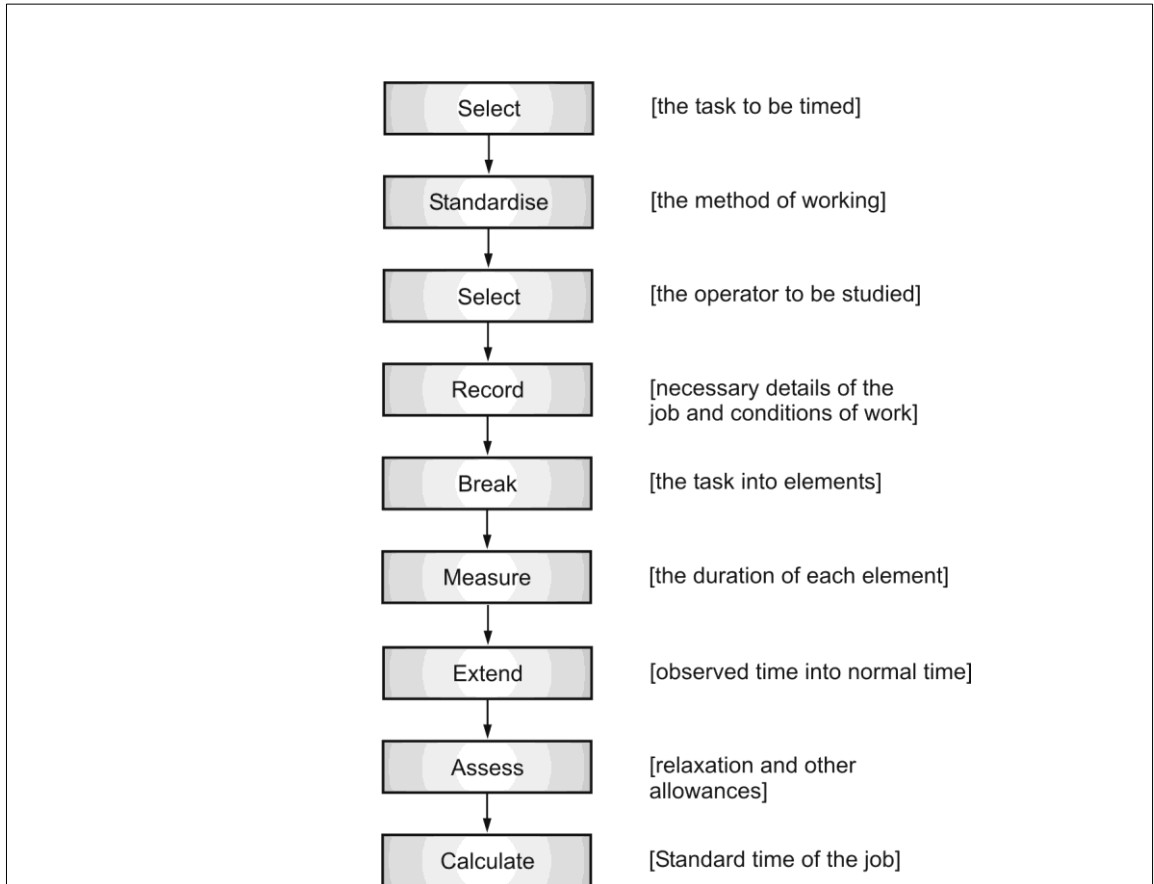 Select
[the task to be timed]
Standardise
[the method of working]
Select
[the operator to be studied]
Record
[necessary details of the
job and conditions of work]
Break
[the task into elements]
Measure
[the duration of each element]
Extend
[observed time into normal time]
Assess
[relaxation and other
allowances]
Calculate
[Standard time of the job]